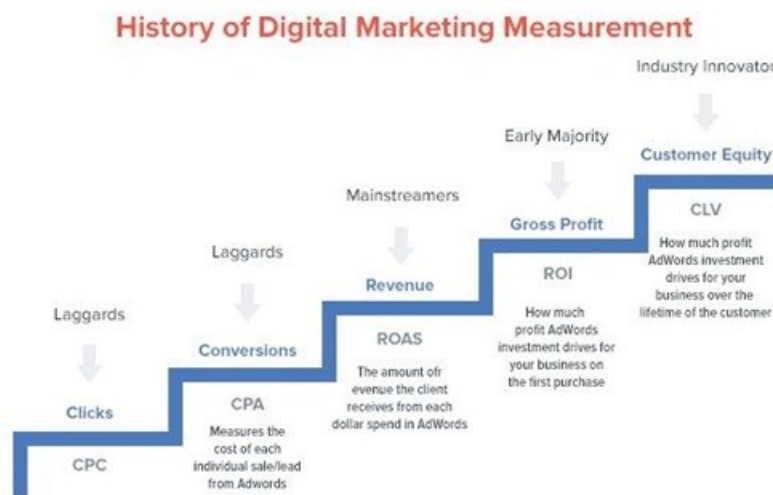 History of Digital Marketing Measurement
Laggards
Clicks
CPC
Laggards
Conversions
CPA
Measures the
cost of each
individual sale/lead
from Adwords
Mainstreamers
Revenue
ROAS
The amount ofr
evenue the client
receives from each
dollar spend in AdWords
Early Majority
Gross Profit
ROI
How much
profit AdWords
investment drives for
your business on
the first purchase
Industry Innovator
Customer Equity
CLV
How much profit
AdWords investment
drives for your
business over the
lifetime of the customer